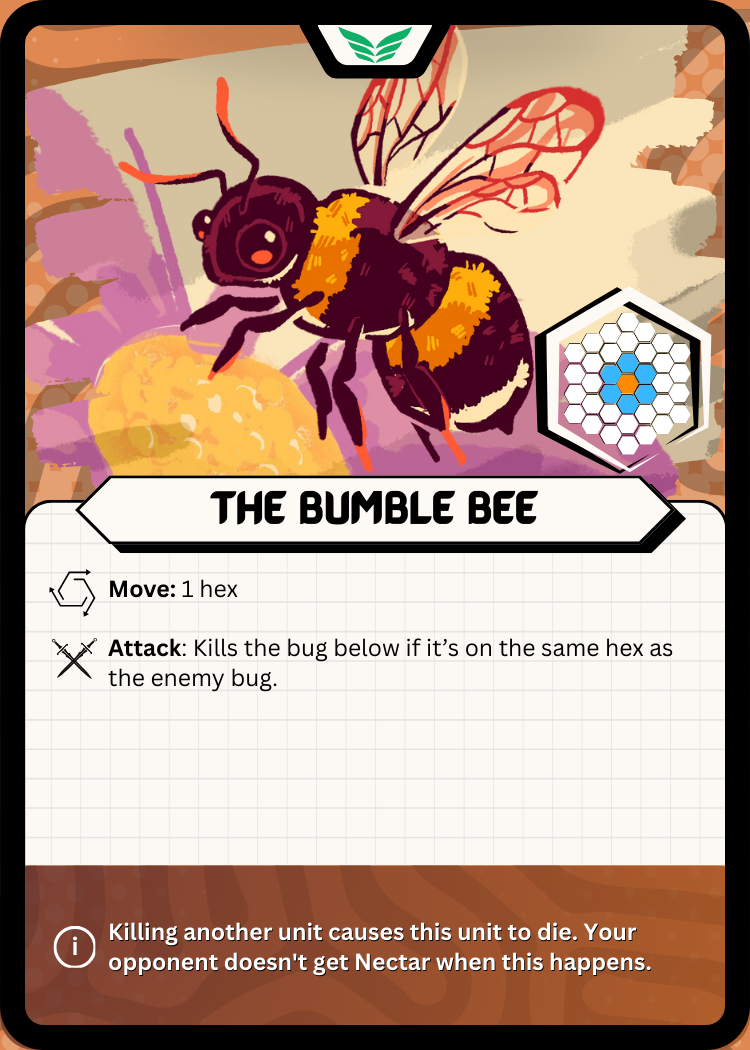 THE BUMBLE BEE
Move: 1 hex
Attack: Kills the bug below if it’s on the same hex as
the enemy bug.
i
Killing another unit causes this unit to die. Your
opponent doesn't get Nectar when this happens.